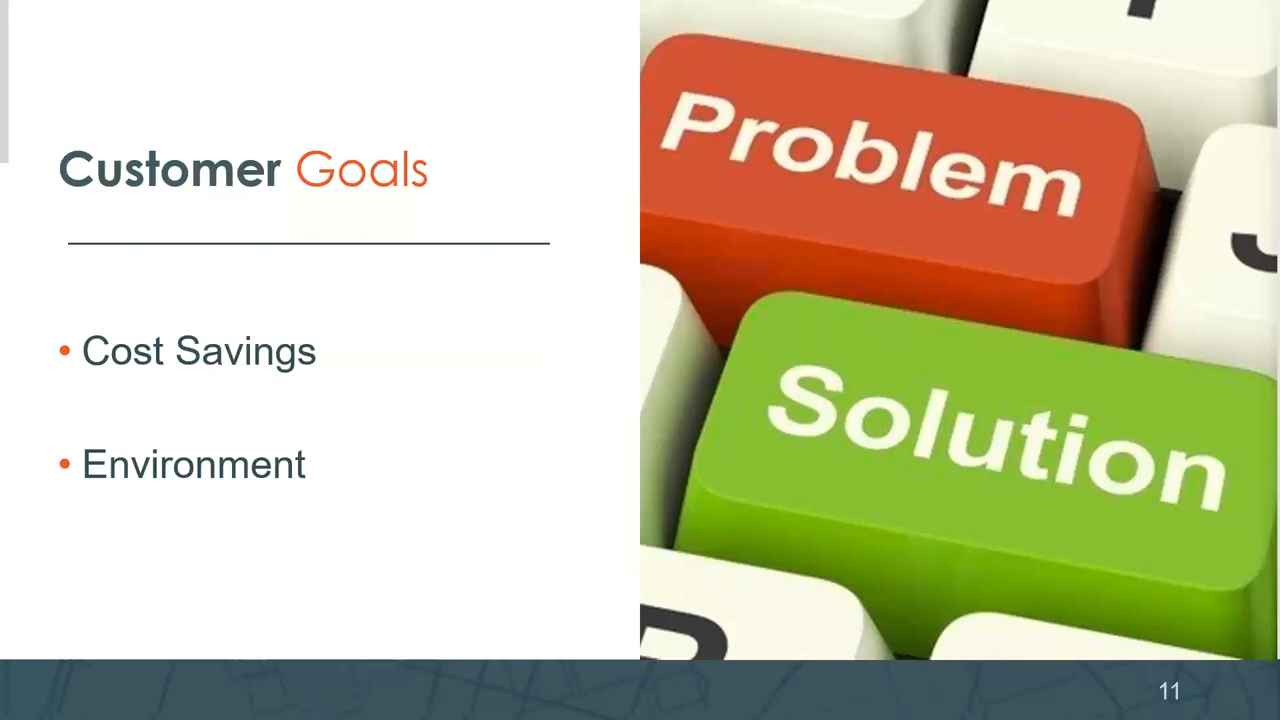 Customer Goals
• Cost Savings
• Environment
Problem
Solution
11